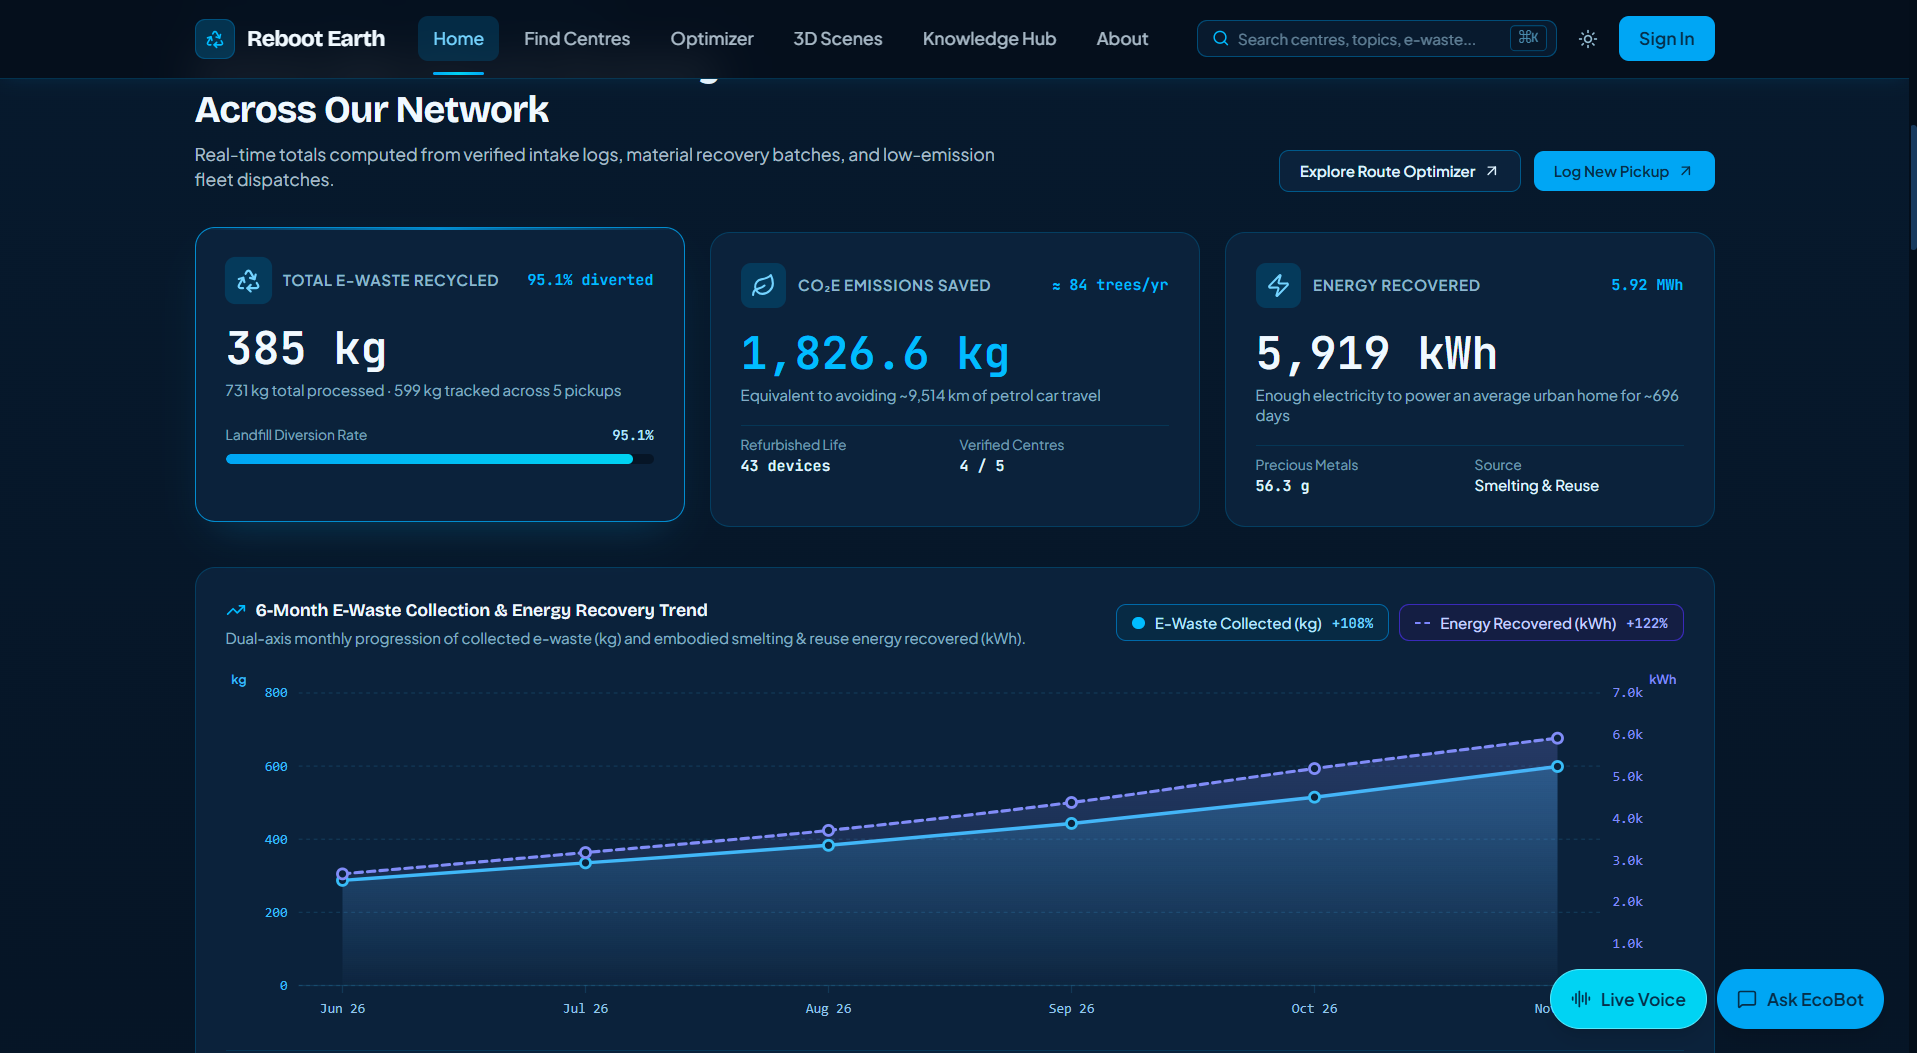 Reboot Earth
Home
Find Centres
Optimizer
3D Scenes
Knowledge Hub
About
Search centres, topics, e-waste...
⌘K
Sign In
Across Our Network
Real-time totals computed from verified intake logs, material recovery batches, and low-emission
fleet dispatches.
Explore Route Optimizer
Log New Pickup
TOTAL E-WASTE RECYCLED
95.1% diverted
385 kg
731 kg total processed · 599 kg tracked across 5 pickups
Landfill Diversion Rate
95.1%
CO₂E EMISSIONS SAVED
≈ 84 trees/yr
1,826.6 kg
Equivalent to avoiding ~9,514 km of petrol car travel
Refurbished Life
Verified Centres
43 devices
4 / 5
ENERGY RECOVERED
5.92 MWh
5,919 kWh
Enough electricity to power an average urban home for ~696
days
Precious Metals
Source
56.3 g
Smelting & Reuse
6-Month E-Waste Collection & Energy Recovery Trend
Dual-axis monthly progression of collected e-waste (kg) and embodied smelting & reuse energy recovered (kWh).
E-Waste Collected (kg) +108%
Energy Recovered (kWh) +122%
kg
kWh
800
7.0k
6.0k
600
5.0k
4.0k
400
3.0k
2.0k
200
1.0k
0
Jun 26
Jul 26
Aug 26
Sep 26
Oct 26
No
Live Voice
Ask EcoBot